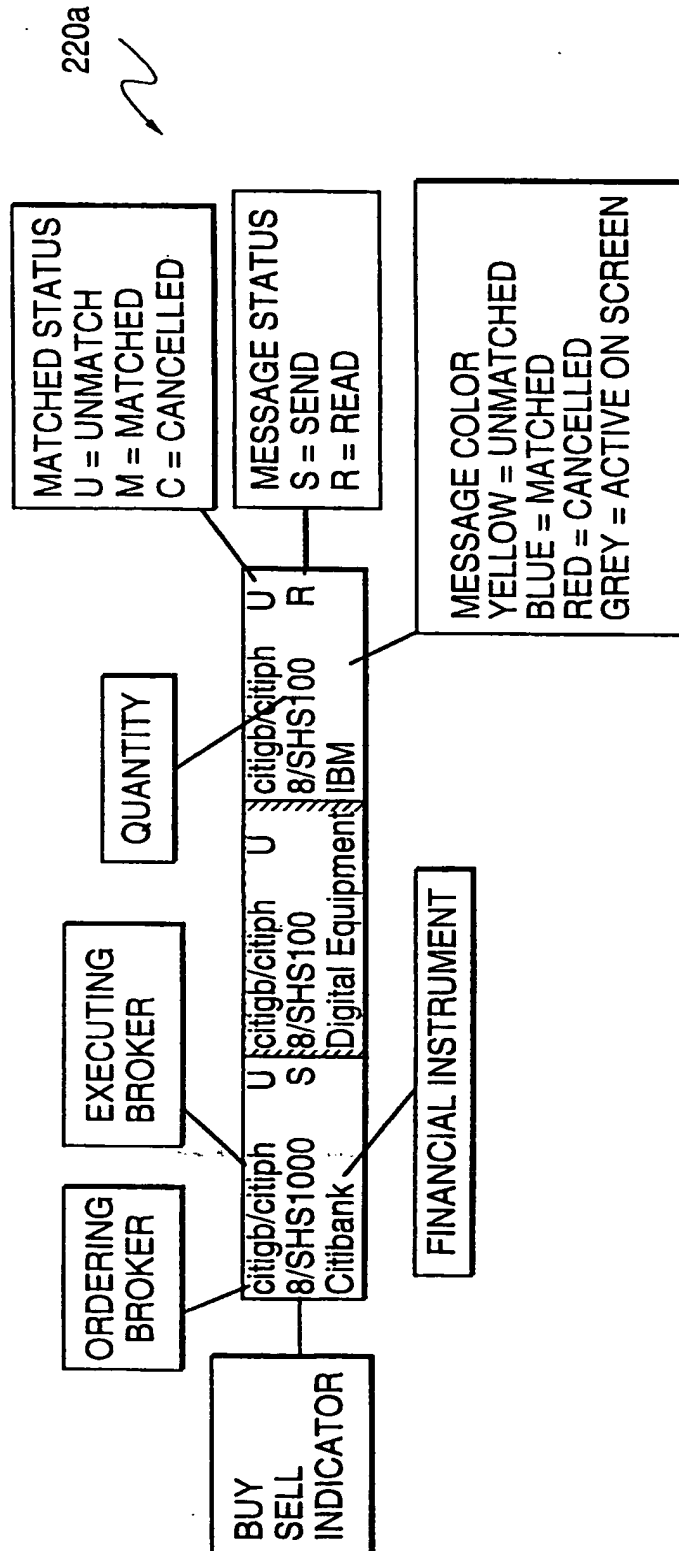 220a
ORDERING
BROKER
EXECUTING
BROKER
QUANTITY
MATCHED STATUS
U = UNMATCH
M = MATCHED
C = CANCELLED
BUY
SELL
INDICATOR
citigb/citiph U
8/SHS1000 S
Citibank
citigb/citiph U
8/SHS100
Digital Equipment
citigb/citiph U
8/SHS100 R
IBM
MESSAGE STATUS
S = SEND
R = READ
FINANCIAL INSTRUMENT
MESSAGE COLOR
YELLOW = UNMATCHED
BLUE = MATCHED
RED = CANCELLED
GREY = ACTIVE ON SCREEN